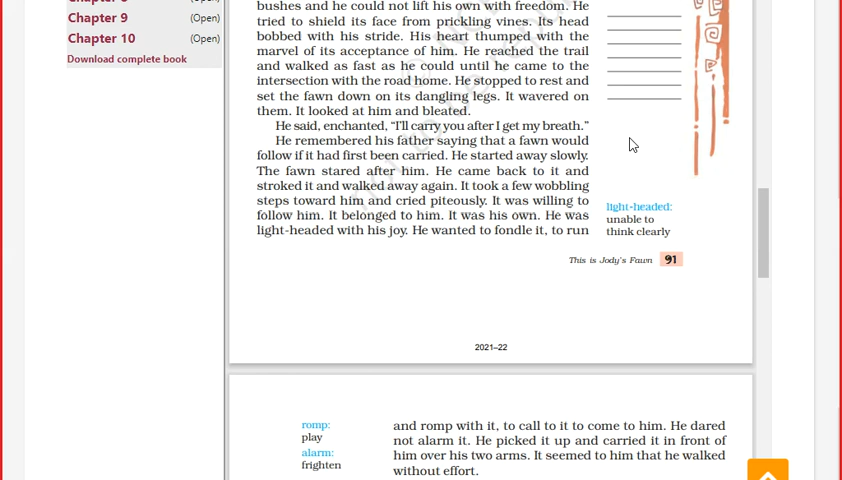 Chapter 9 (Open)
Chapter 10 (Open)
Download complete book
bushes and he could not lift his own with freedom. He
tried to shield its face from prickling vines. Its head
bobbed with his stride. His heart thumped with the
marvel of its acceptance of him. He reached the trail
and walked as fast as he could until he came to the
intersection with the road home. He stopped to rest and
set the fawn down on its dangling legs. It wavered on
them. It looked at him and bleated.
He said, enchanted, “I’ll carry you after I get my breath.”
He remembered his father saying that a fawn would
follow if it had first been carried. He started away slowly.
The fawn stared after him. He came back to it and
stroked it and walked away again. It took a few wobbling
steps toward him and cried piteously. It was willing to
follow him. It belonged to him. It was his own. He was
light-headed with his joy. He wanted to fondle it, to run
light-headed:
unable to
think clearly
This is Jody’s Fawn 91
2021–22
romp:
play
alarm:
frighten
and romp with it, to call to it to come to him. He dared
not alarm it. He picked it up and carried it in front of
him over his two arms. It seemed to him that he walked
without effort.